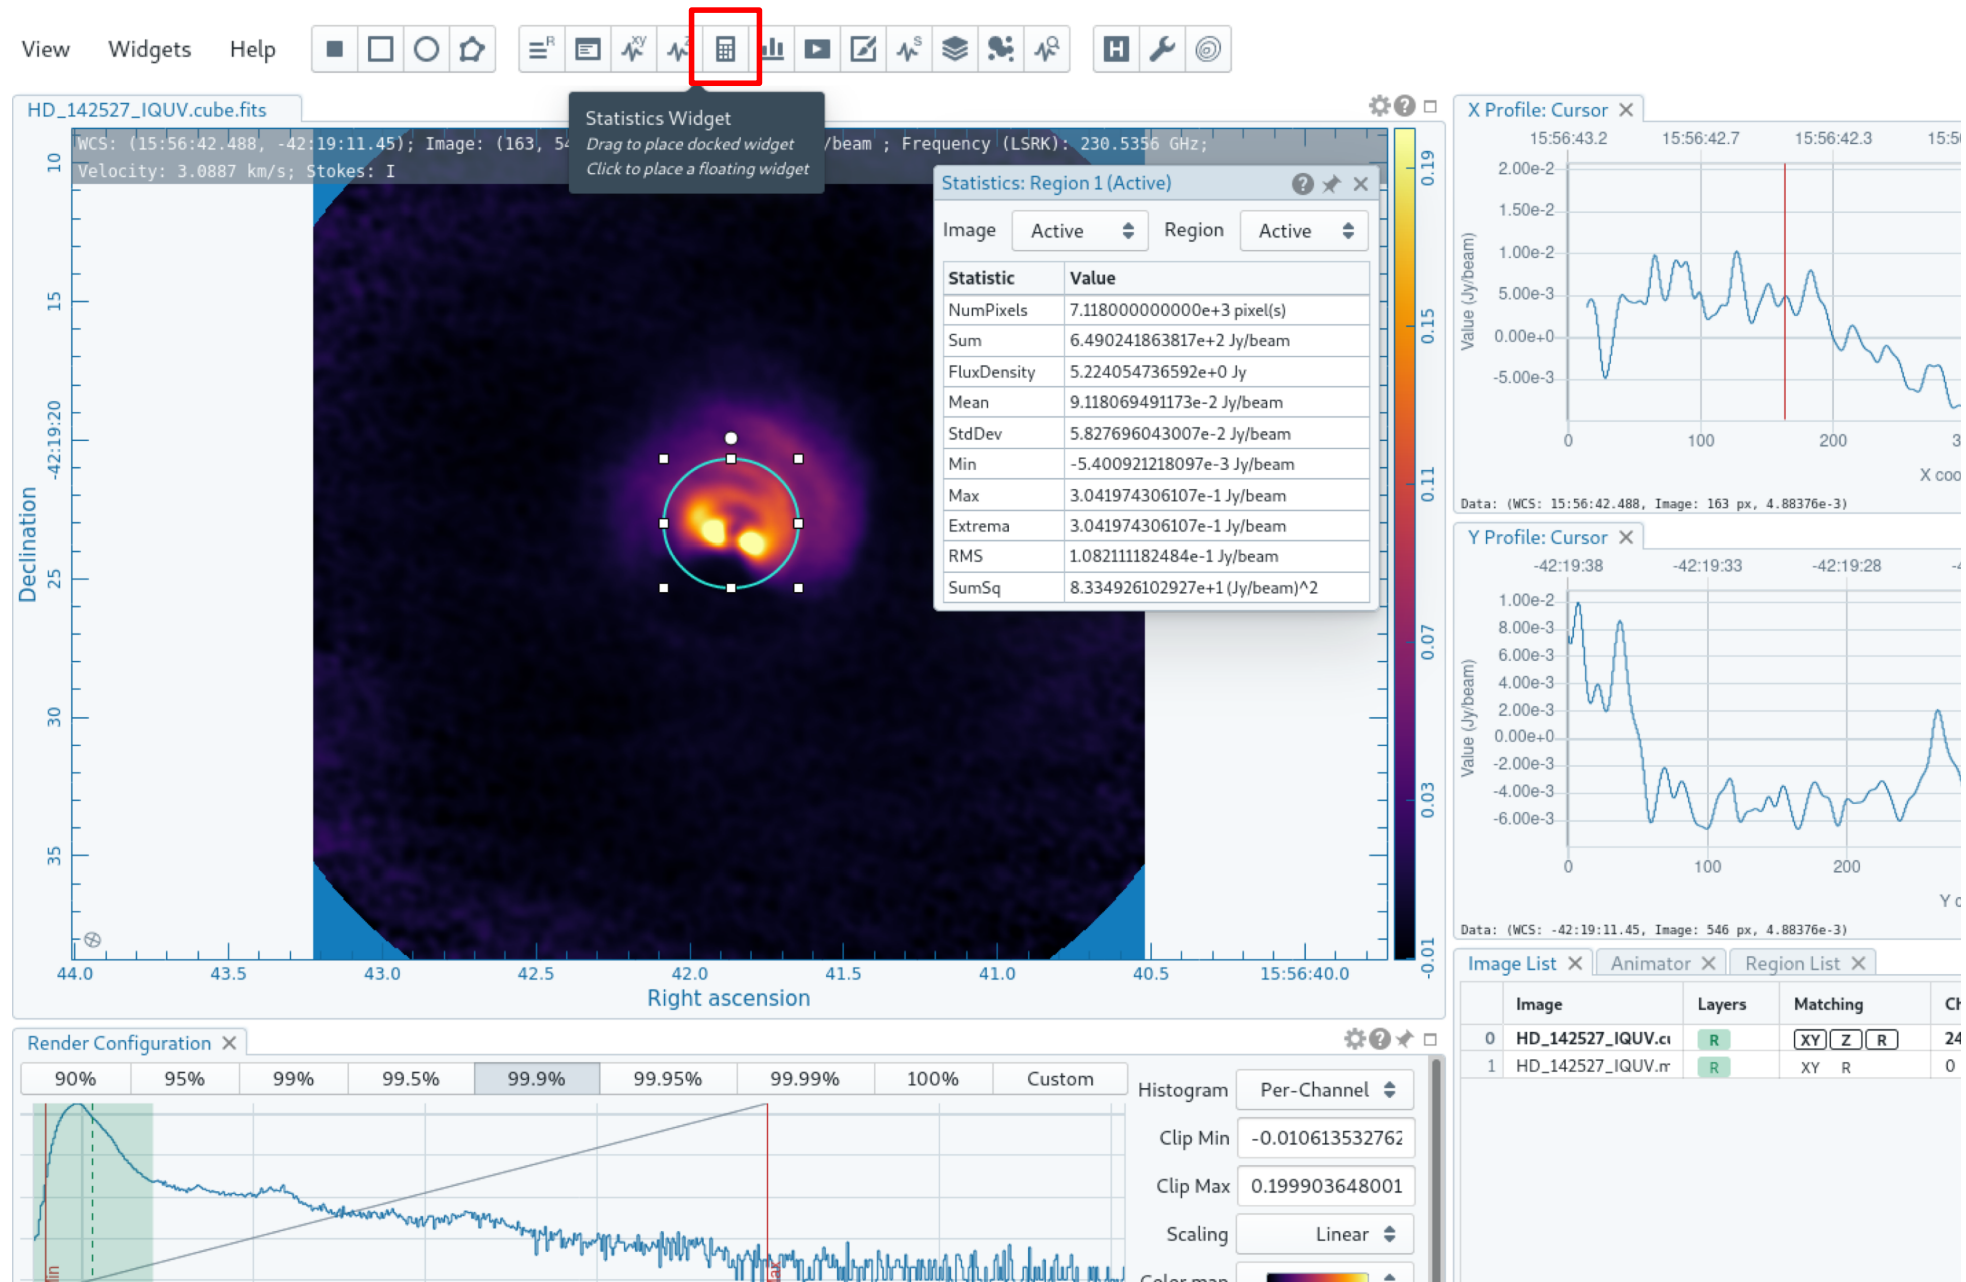 View Widgets Help
R XY Z S
HD_142527_IQUV.cube.fits
WCS: (15:56:42.488, -42:19:11.45); Image: (163, 54
/beam ; Frequency (LSRK): 230.5356 GHz;
Velocity: 3.0887 km/s; Stokes: I
Statistics Widget
Drag to place docked widget
Click to place a floating widget
Statistics: Region 1 (Active)
Image Active Region Active
Statistic Value
NumPixels 7.118000000000e+3 pixel(s)
Sum 6.490241863817e+2 Jy/beam
FluxDensity 5.224054736592e+0 Jy
Mean 9.118069491173e-2 Jy/beam
StdDev 5.827696043007e-2 Jy/beam
Min -5.400921218097e-3 Jy/beam
Max 3.041974306107e-1 Jy/beam
Extrema 3.041974306107e-1 Jy/beam
RMS 1.082111182484e-1 Jy/beam
SumSq 8.334926102927e+1 (Jy/beam)^2
Declination
10
15
-42:19:20
25
30
35
44.0 43.5 43.0 42.5 42.0 41.5 41.0 40.5 15:56:40.0
Right ascension
0.19
0.15
0.11
0.07
0.03
-0.01
X Profile: Cursor
15:56:43.2 15:56:42.7 15:56:42.3
Value (Jy/beam)
2.00e-2
1.50e-2
1.00e-2
5.00e-3
0.00e+0
-5.00e-3
0 100 200
X coo
Data: (WCS: 15:56:42.488, Image: 163 px, 4.88376e-3)
Y Profile: Cursor
-42:19:38 -42:19:33 -42:19:28
Value (Jy/beam)
1.00e-2
8.00e-3
6.00e-3
4.00e-3
2.00e-3
0.00e+0
-2.00e-3
-4.00e-3
-6.00e-3
0 100 200
Y c
Data: (WCS: -42:19:11.45, Image: 546 px, 4.88376e-3)
Image List Animator Region List
Image Layers Matching Ch
0 HD_142527_IQUV.cu R XY Z R 24
1 HD_142527_IQUV.m R XY R 0
Render Configuration
90% 95% 99% 99.5% 99.9% 99.95% 99.99% 100% Custom
Histogram Per-Channel
Clip Min -0.010613532762
Clip Max 0.199903648001
Scaling Linear
Color map